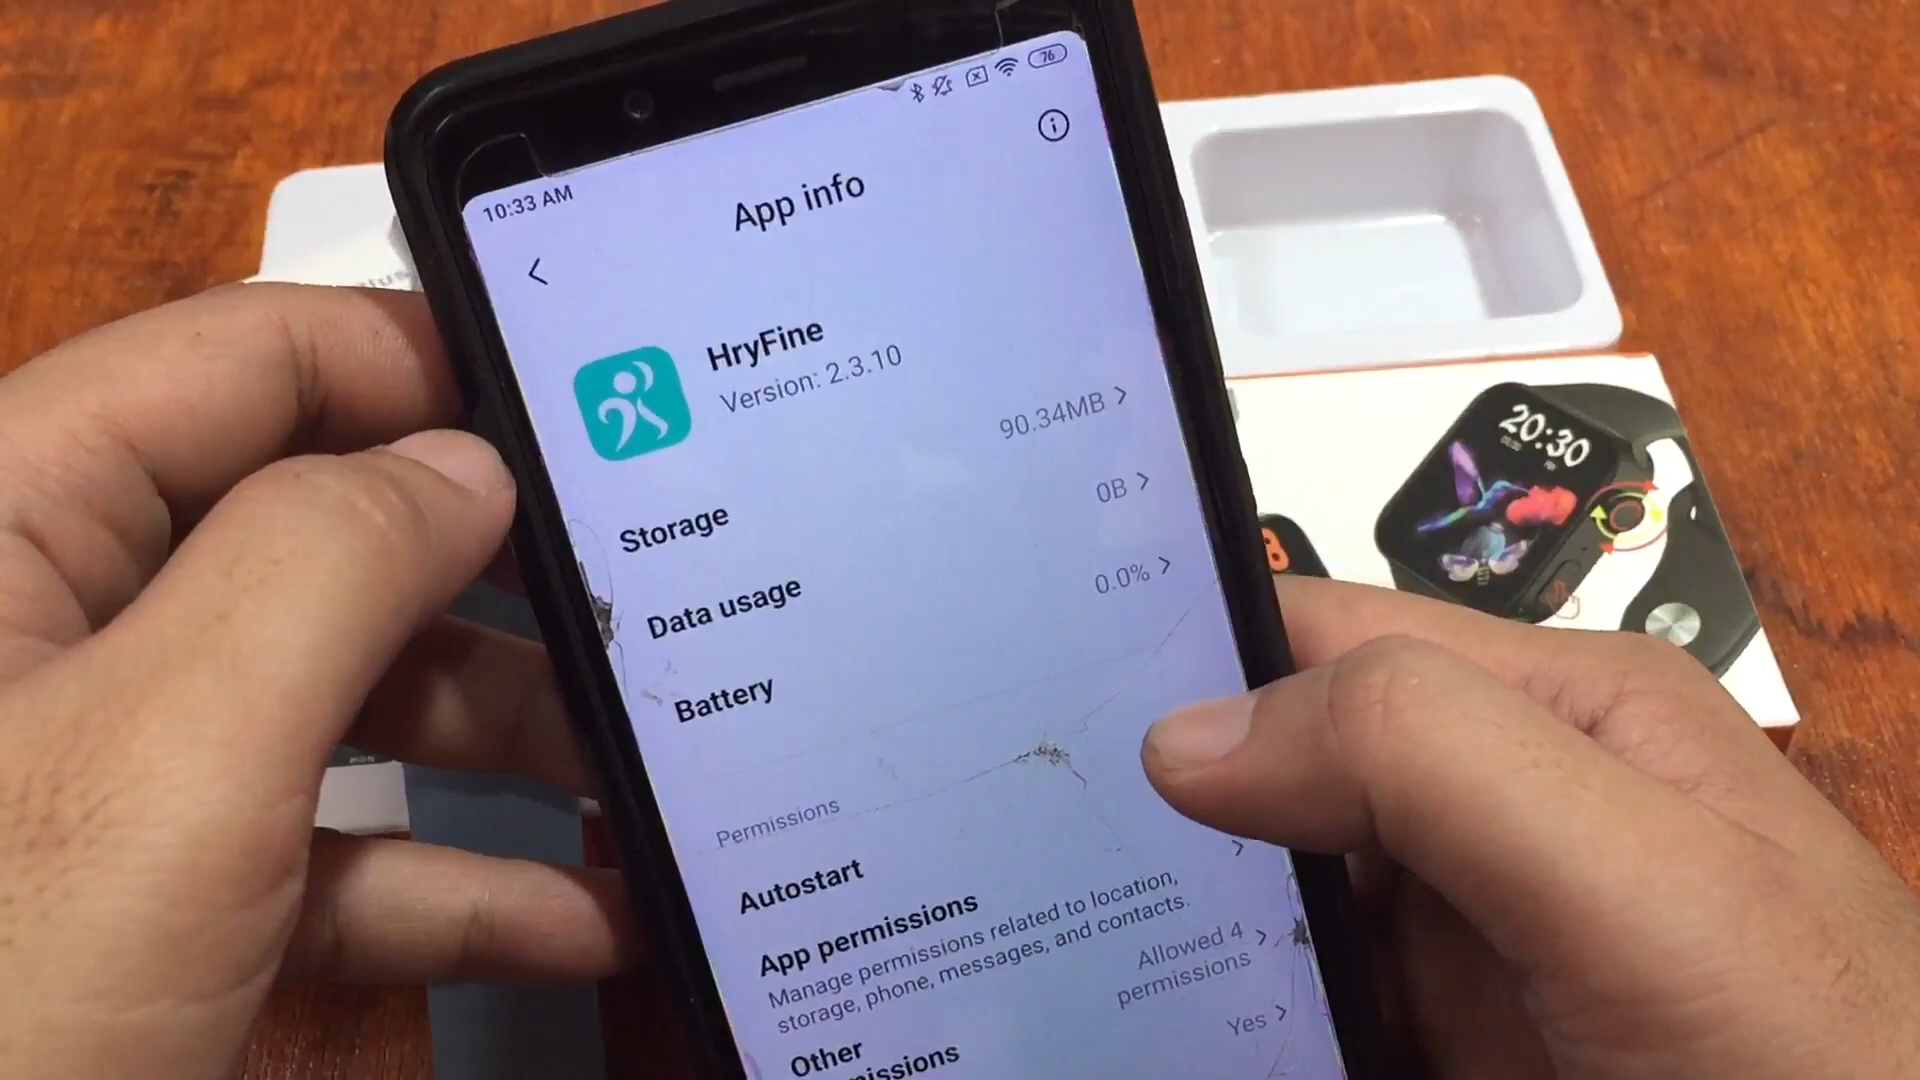 76
10:33 AM
App info
HryFine
Version: 2.3.10
Storage
90.34MB
Data usage
0B
Battery
0.0%
Permissions
Autostart
App permissions
Manage permissions related to location,
storage, phone, messages, and contacts.
Allowed 4
permissions
Other
Yes
20:30